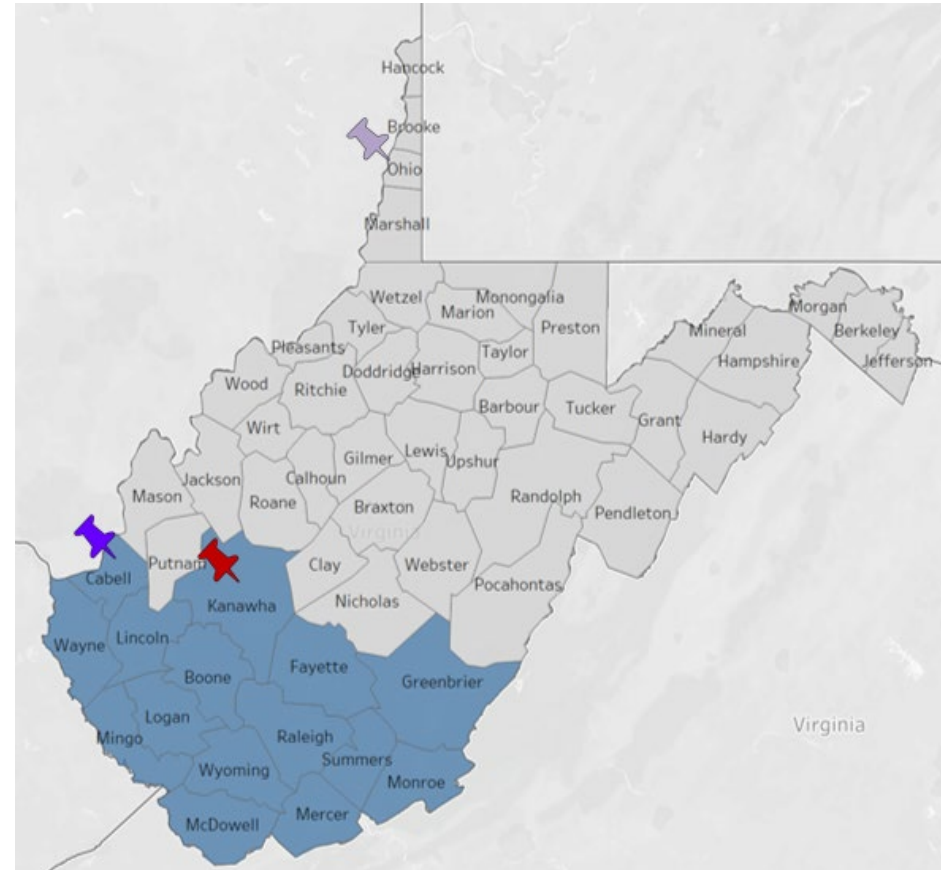 Hancock
Brooke
Ohio
Marshall
Wetzel
Monongalia
Marion
Tyler
Preston
Mineral
Morgan
Berkeley
Jefferson
Pleasants
Taylor
Doddridge
Harrison
Hampshire
Wood
Ritchie
Barbour
Tucker
Grant
Wirt
Hardy
Lewis
Gilmer
Upshur
Jackson
Calhoun
Mason
Roane
Braxton
Randolph
Pendleton
Virginia
Putnam
Clay
Webster
Cabell
Pocahontas
Kanawha
Nicholas
Lincoln
Wayne
Fayette
Boone
Greenbrier
Logan
Virginia
Mingo
Raleigh
Summers
Wyoming
Monroe
Mercer
McDowell